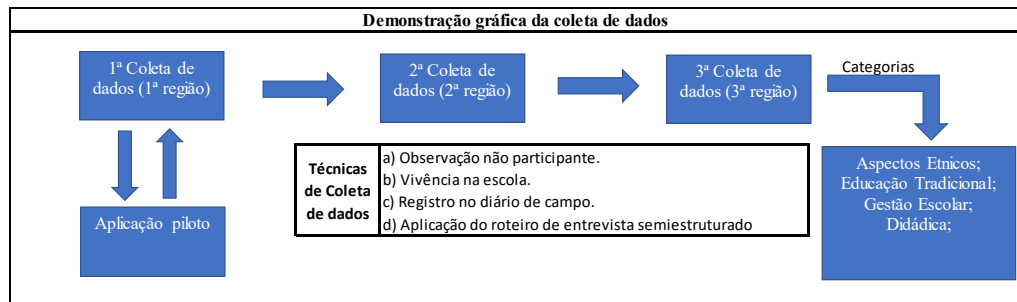 Demonstração gráfica da coleta de dados
1ª Coleta de
dados (1ª região)
2ª Coleta de
dados (2ª região)
3ª Coleta de
dados (3ª região)
Categorias
Técnicas
de Coleta
de dados
a) Observação não participante.
b) Vivência na escola.
c) Registro no diário de campo.
d) Aplicação do roteiro de entrevista semiestruturado
Aspectos Etnicos;
Educação Tradicional;
Gestão Escolar;
Didádica;
Aplicação piloto